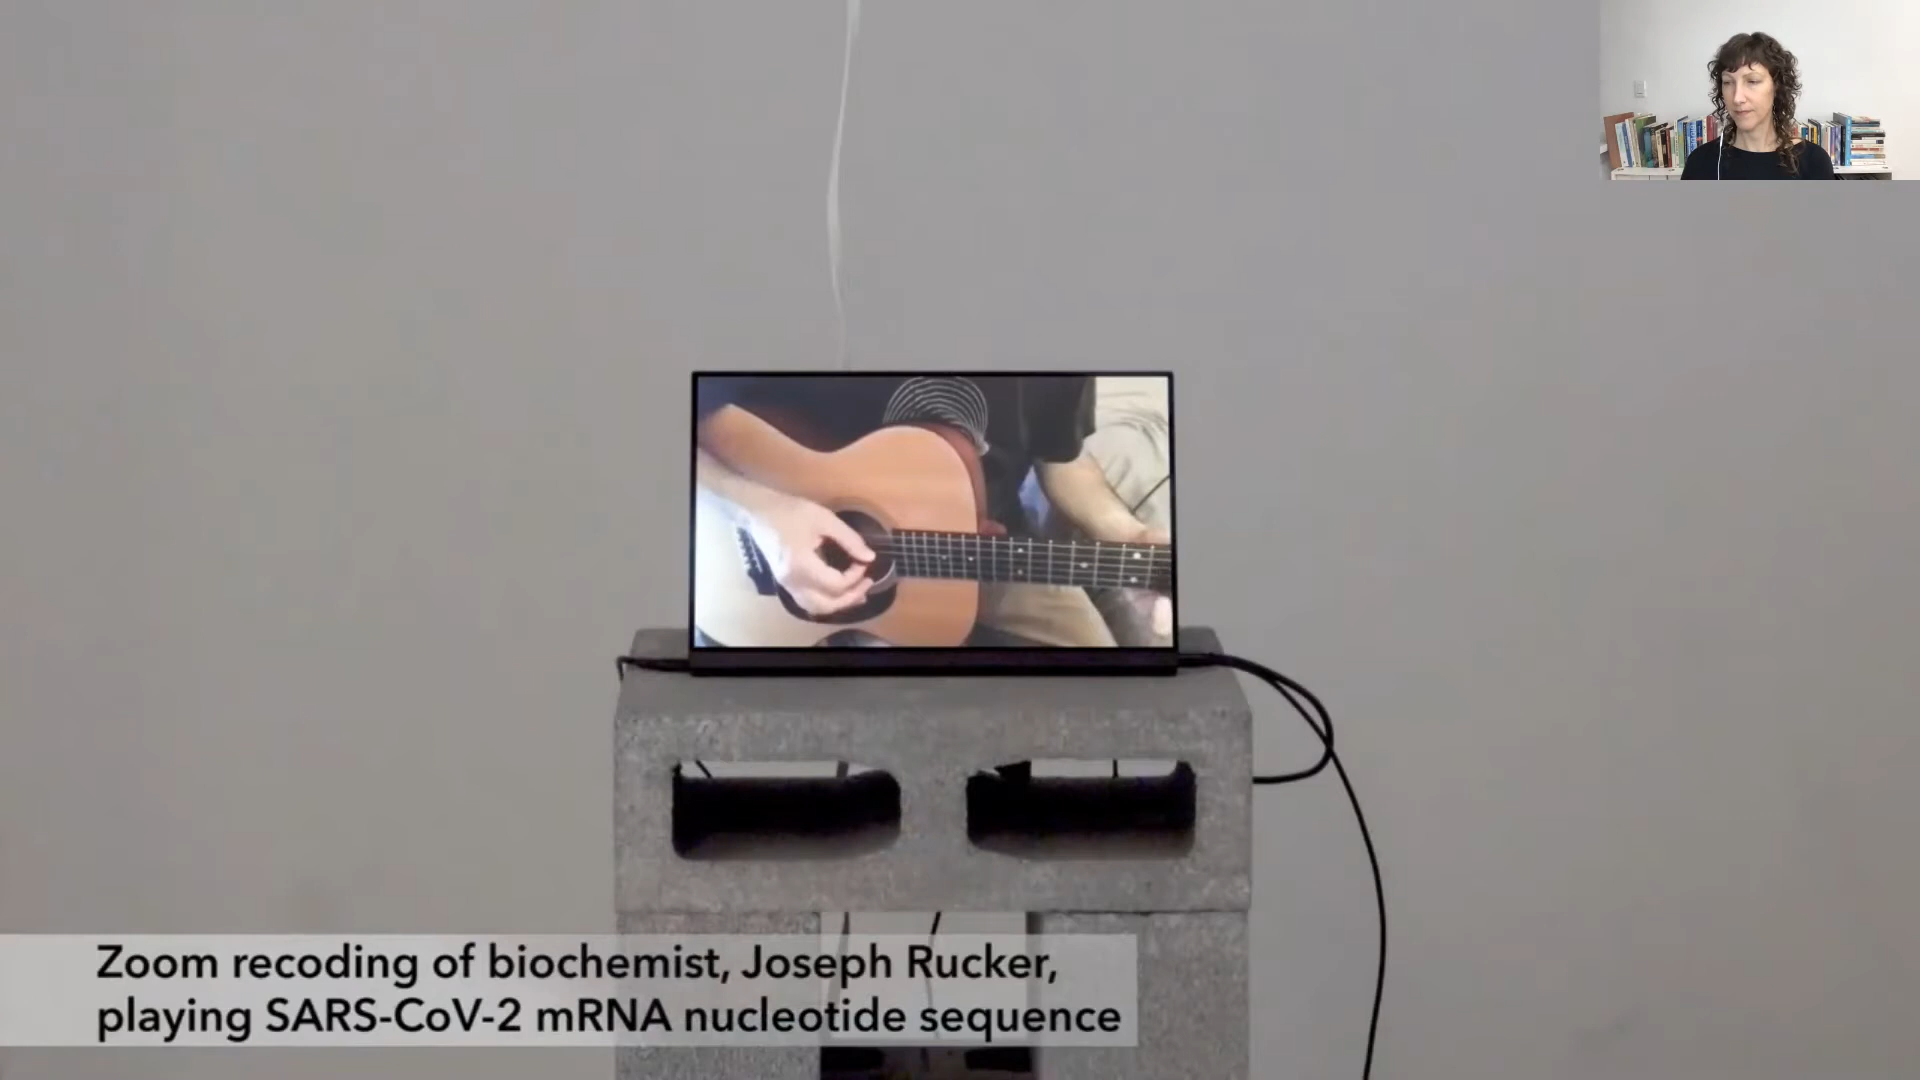 Zoom recoding of biochemist, Joseph Rucker,
playing SARS-CoV-2 mRNA nucleotide sequence